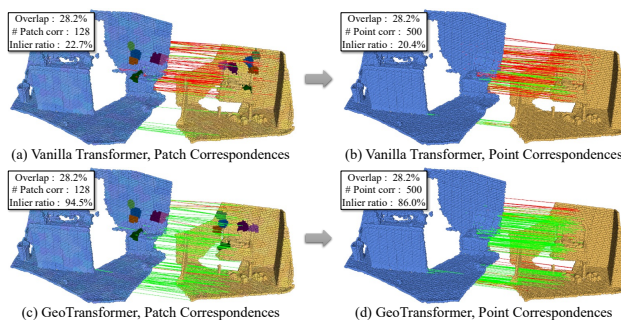 Overlap : 28.2%
# Patch corr : 128
Inlier ratio : 22.7%
Overlap : 28.2%
# Point corr : 500
Inlier ratio : 20.4%
(a) Vanilla Transformer, Patch Correspondences
(b) Vanilla Transformer, Point Correspondences
Overlap : 28.2%
# Patch corr : 128
Inlier ratio : 94.5%
Overlap : 28.2%
# Point corr : 500
Inlier ratio : 86.0%
(c) GeoTransformer, Patch Correspondences
(d) GeoTransformer, Point Correspondences